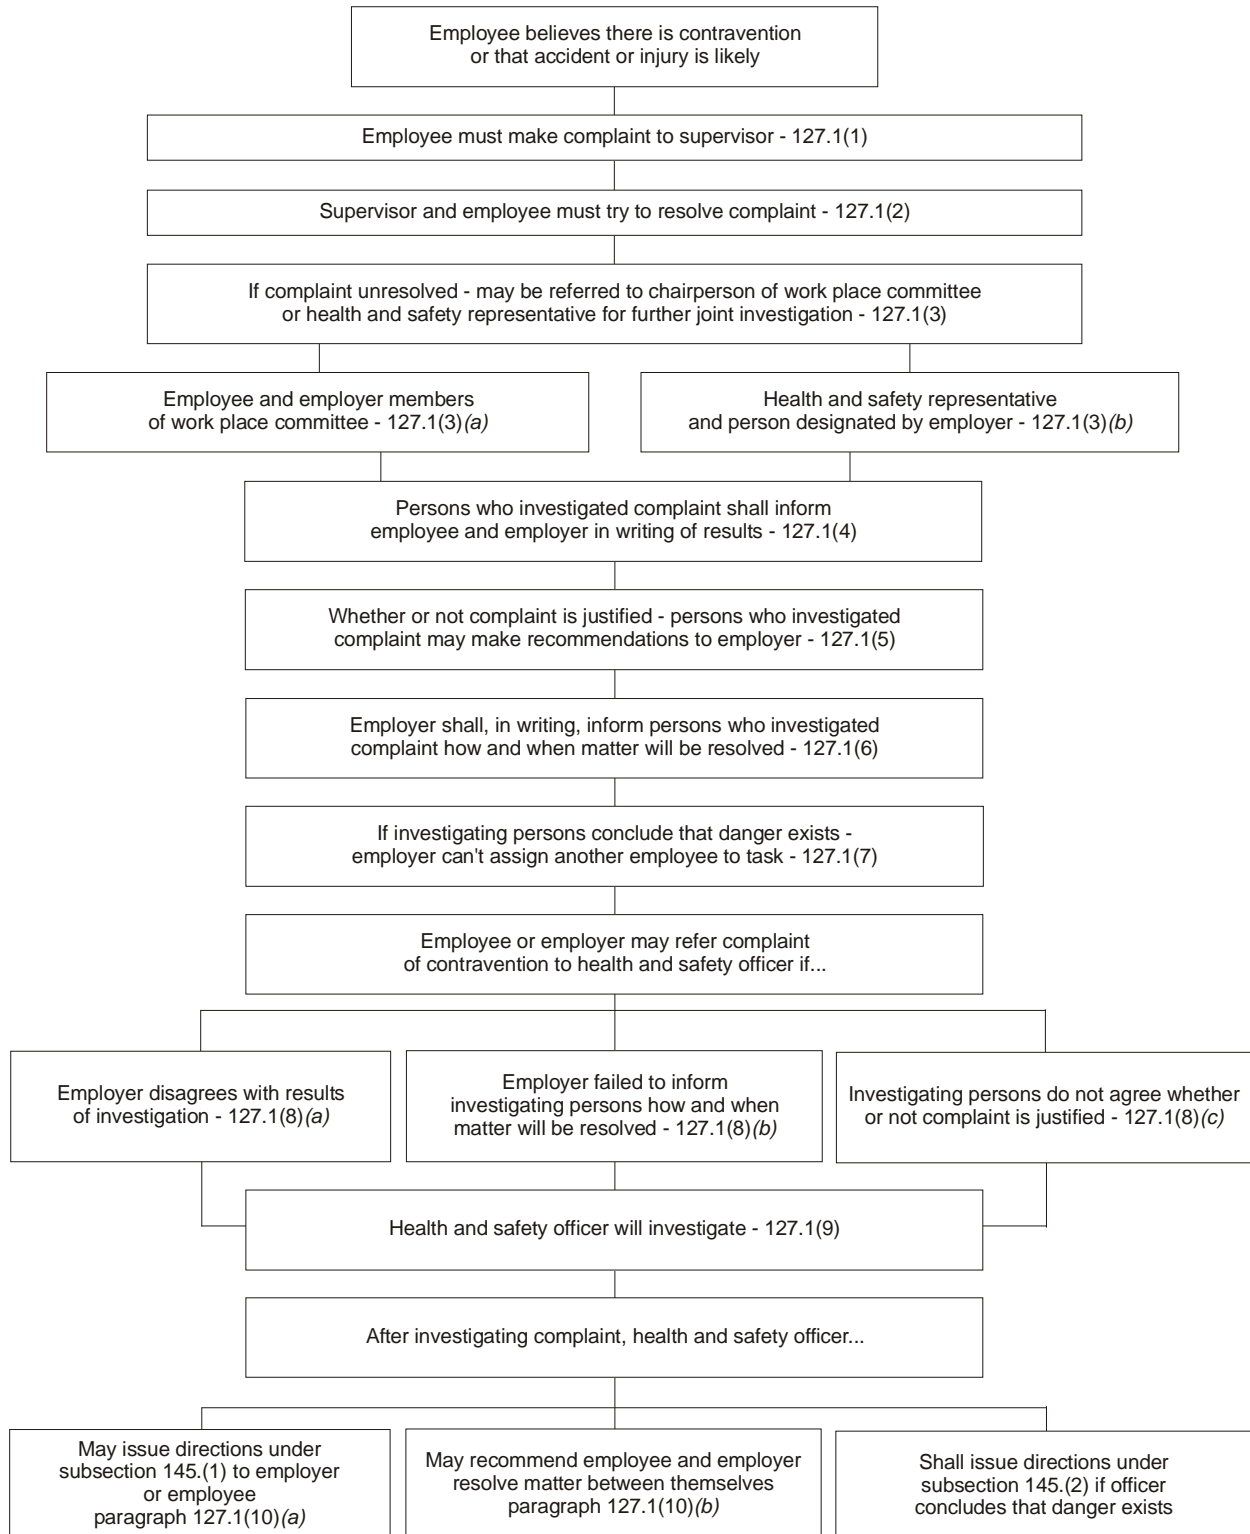 Employee believes there is contravention
or that accident or injury is likely
Employee must make complaint to supervisor - 127.1(1)
Supervisor and employee must try to resolve complaint - 127.1(2)
If complaint unresolved - may be referred to chairperson of work place committee
or health and safety representative for further joint investigation - 127.1(3)
Employee and employer members
of work place committee - 127.1(3)(a)
Health and safety representative
and person designated by employer - 127.1(3)(b)
Persons who investigated complaint shall inform
employee and employer in writing of results - 127.1(4)
Whether or not complaint is justified - persons who investigated
complaint may make recommendations to employer - 127.1(5)
Employer shall, in writing, inform persons who investigated
complaint how and when matter will be resolved - 127.1(6)
If investigating persons conclude that danger exists -
employer can't assign another employee to task - 127.1(7)
Employee or employer may refer complaint
of contravention to health and safety officer if...
Employer disagrees with results
of investigation - 127.1(8)(a)
Employer failed to inform
investigating persons how and when
matter will be resolved - 127.1(8)(b)
Investigating persons do not agree whether
or not complaint is justified - 127.1(8)(c)
Health and safety officer will investigate - 127.1(9)
After investigating complaint, health and safety officer...
May issue directions under
subsection 145.(1) to employer
or employee
paragraph 127.1(10)(a)
May recommend employee and employer
resolve matter between themselves
paragraph 127.1(10)(b)
Shall issue directions under
subsection 145.(2) if officer
concludes that danger exists